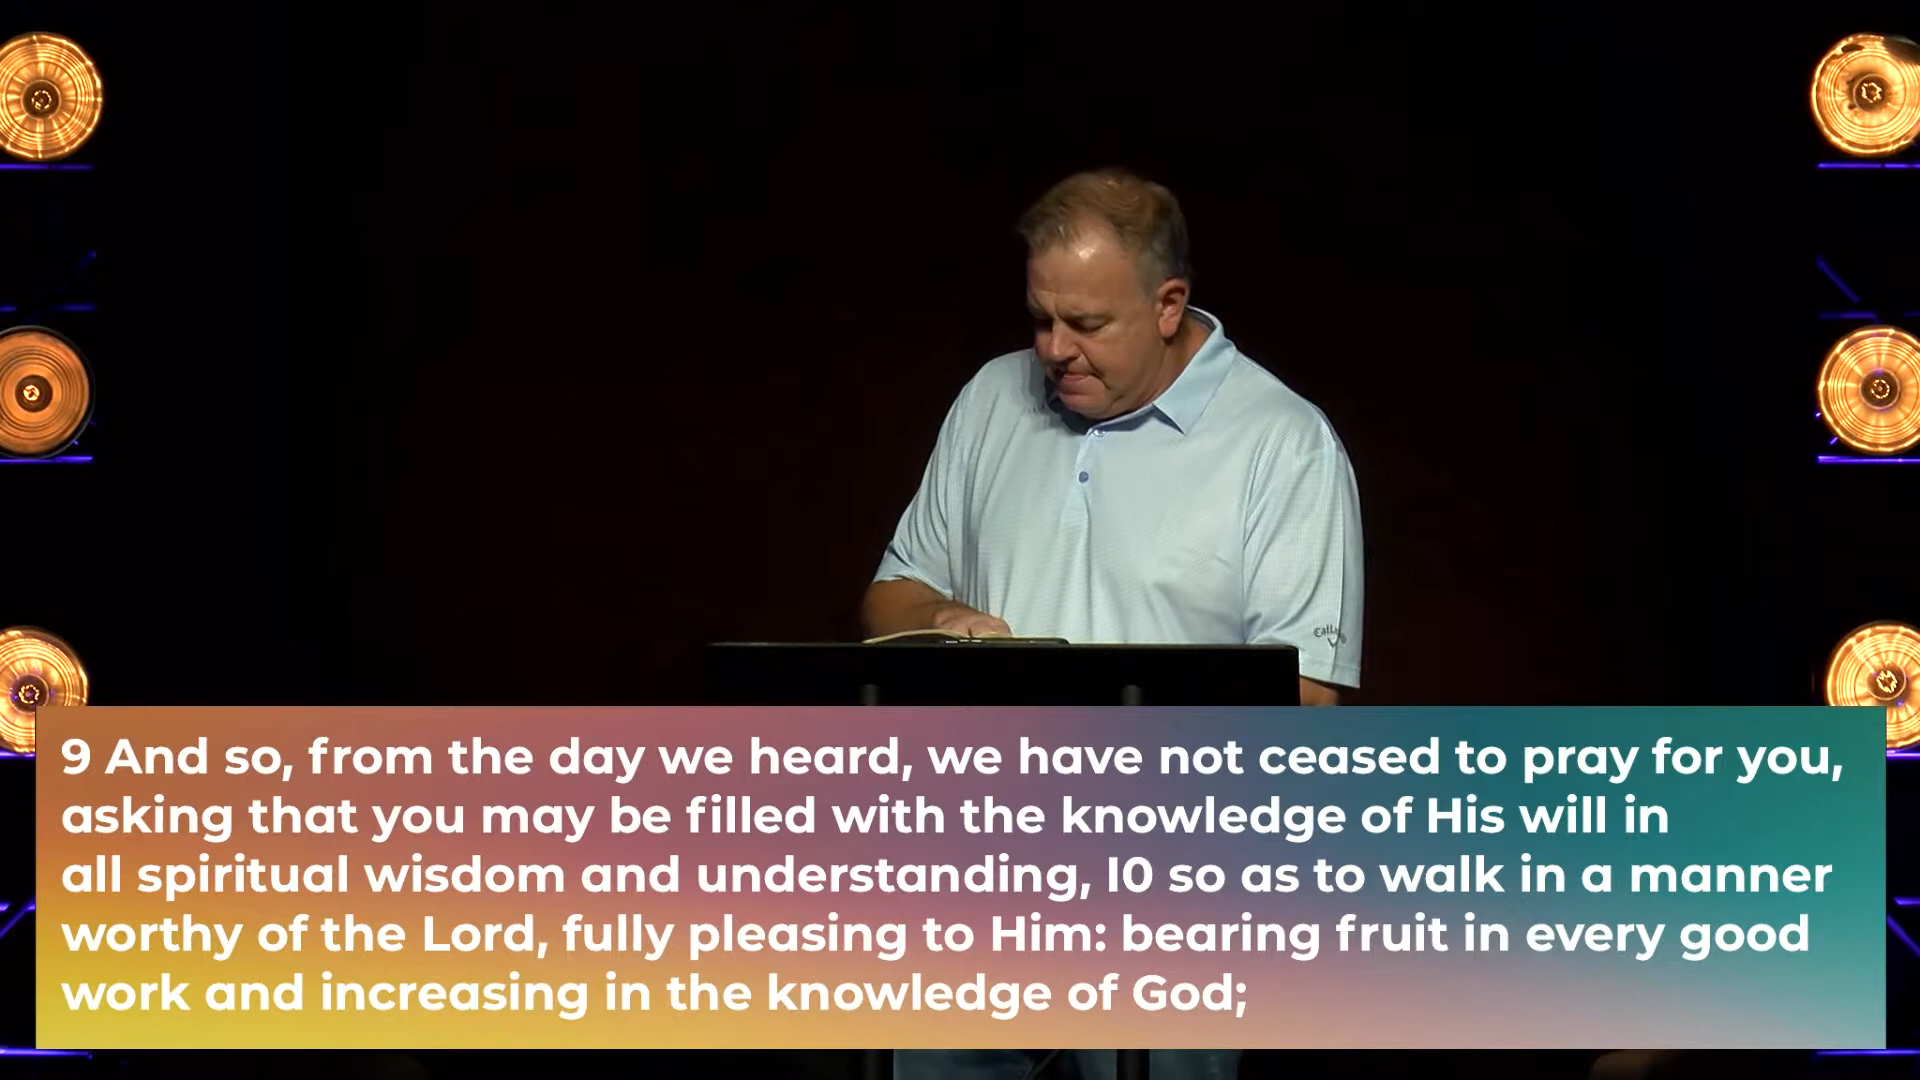 9 And so, from the day we heard, we have not ceased to pray for you,
asking that you may be filled with the knowledge of His will in
all spiritual wisdom and understanding, 10 so as to walk in a manner
worthy of the Lord, fully pleasing to Him: bearing fruit in every good
work and increasing in the knowledge of God;